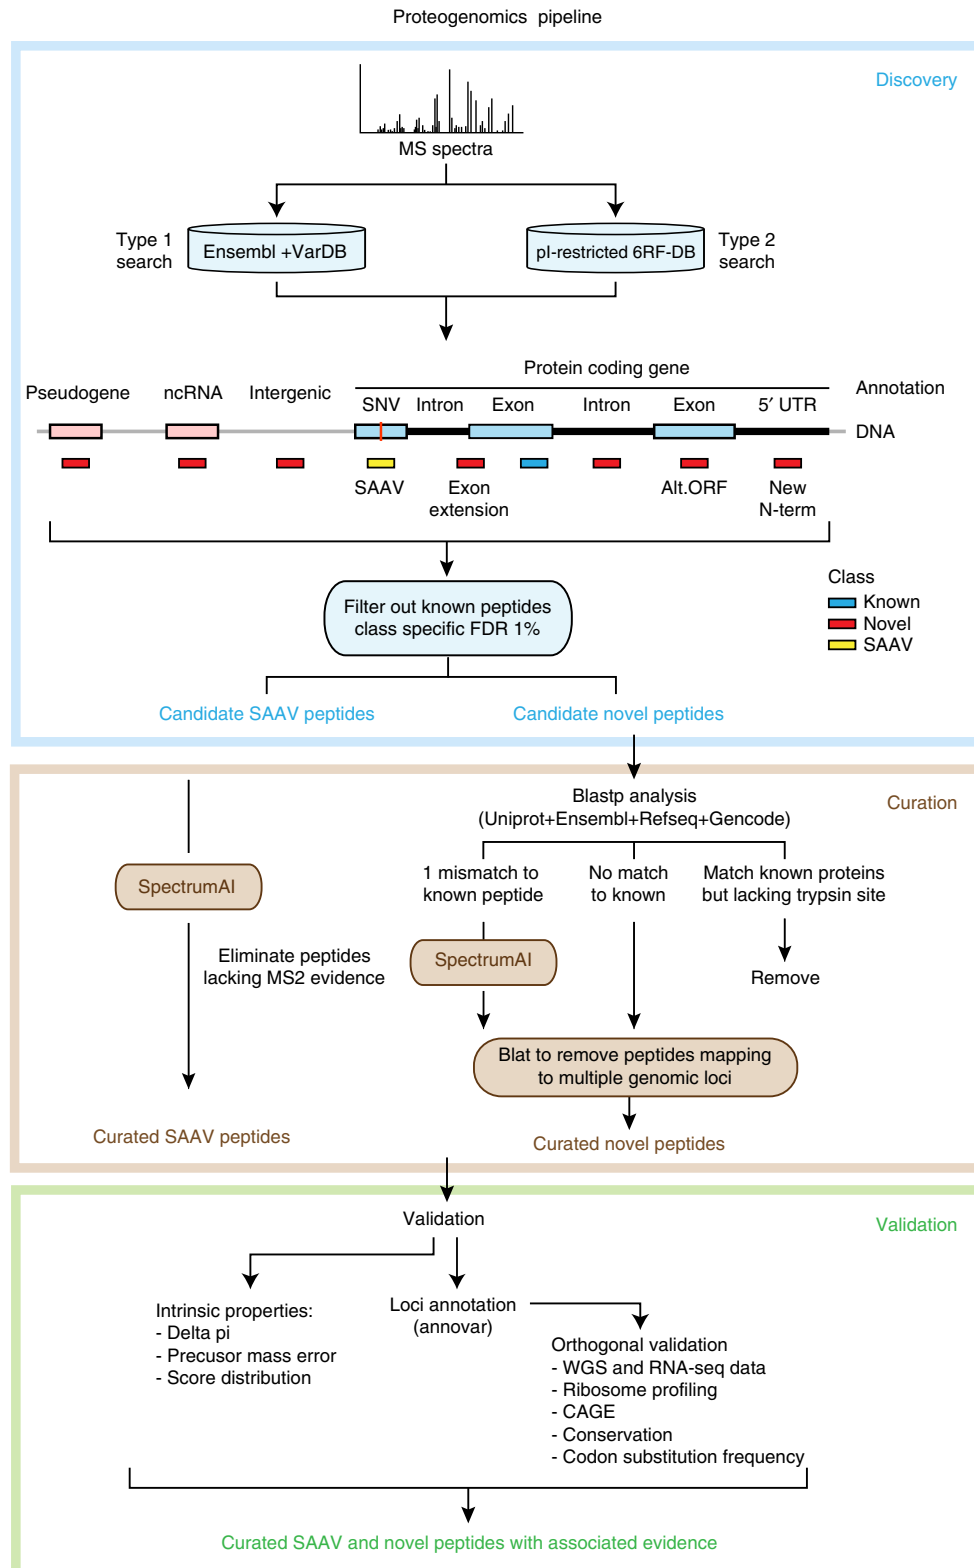 Proteogenomics pipeline
Discovery
MS spectra
Type 1
search
Ensembl +VarDB
pI-restricted 6RF-DB
Type 2
search
Protein coding gene
Pseudogene
ncRNA
Intergenic
SNV
Intron
Exon
Intron
Exon
5′ UTR
Annotation
DNA
SAAV
Exon
extension
Alt.ORF
New
N-term
Class
Known
Novel
SAAV
Filter out known peptides
class specific FDR 1%
Candidate SAAV peptides
Candidate novel peptides
Curation
Blastp analysis
(Uniprot+Ensembl+Refseq+Gencode)
1 mismatch to
known peptide
No match
to known
Match known proteins
but lacking trypsin site
SpectrumAI
SpectrumAI
Eliminate peptides
lacking MS2 evidence
Remove
Blat to remove peptides mapping
to multiple genomic loci
Curated SAAV peptides
Curated novel peptides
Validation
Validation
Intrinsic properties:
- Delta pi
- Precusor mass error
- Score distribution
Loci annotation
(annovar)
Orthogonal validation
- WGS and RNA-seq data
- Ribosome profiling
- CAGE
- Conservation
- Codon substitution frequency
Curated SAAV and novel peptides with associated evidence